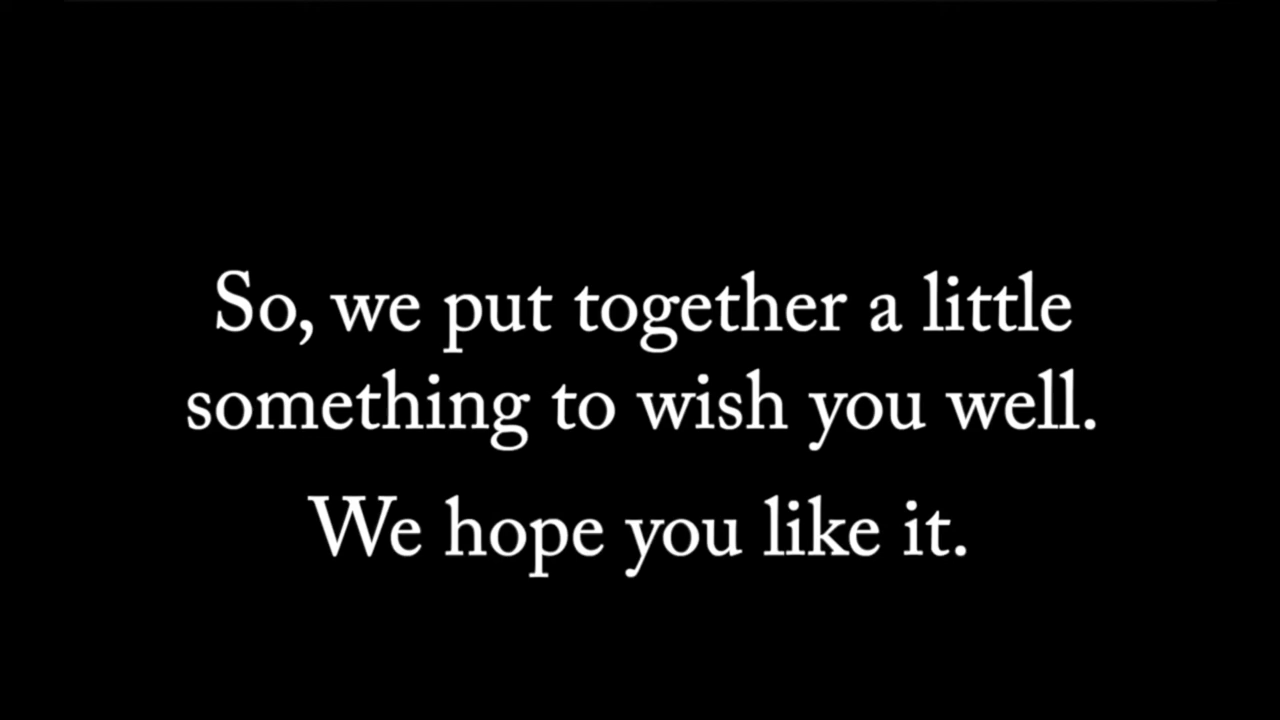 So, we put together a little
something to wish you well.
We hope you like it.